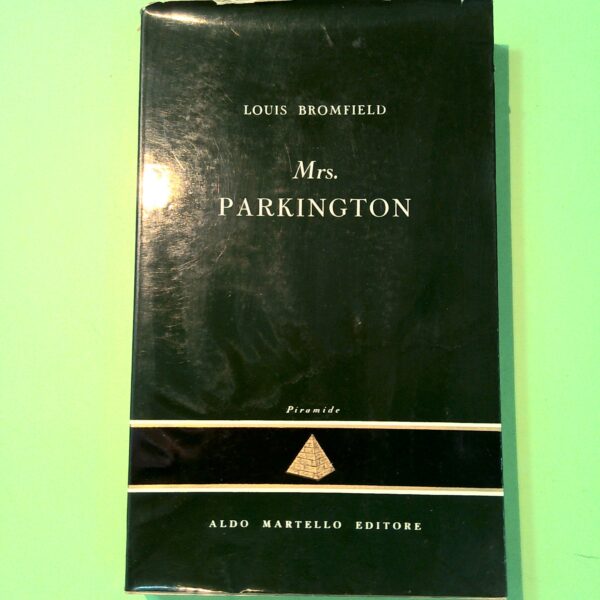 LOUIS BROMFIELD
Mrs.
PARKINGTON
Piramide
ALDO MARTELLO EDITORE